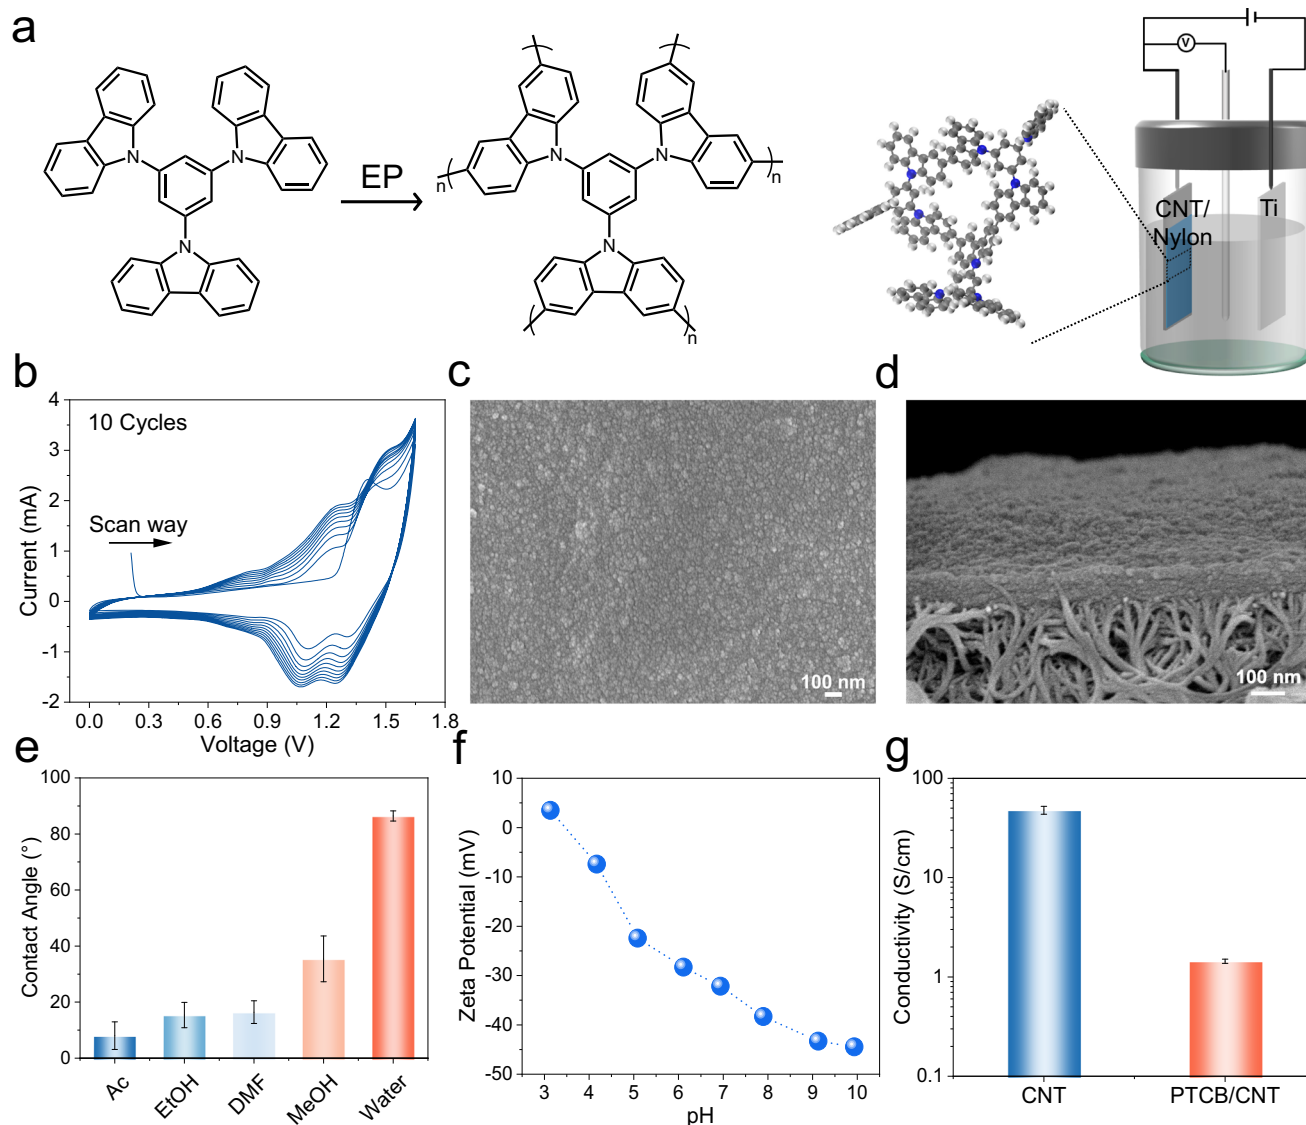 a
N
N
N
EP
N
N
N
n
n
n
V
CNT/
Nylon
Ti
b
10 Cycles
Scan way
Current (mA)
4
3
2
1
0
-1
-2
0.0 0.3 0.6 0.9 1.2 1.5 1.8
Voltage (V)
c
100 nm
d
100 nm
e
Contact Angle (°)
100
80
60
40
20
0
Ac EtOH DMF MeOH Water
f
Zeta Potential (mV)
10
0
-10
-20
-30
-40
-50
3 4 5 6 7 8 9 10
pH
g
Conductivity (S/cm)
100
10
1
0.1
CNT PTCB/CNT